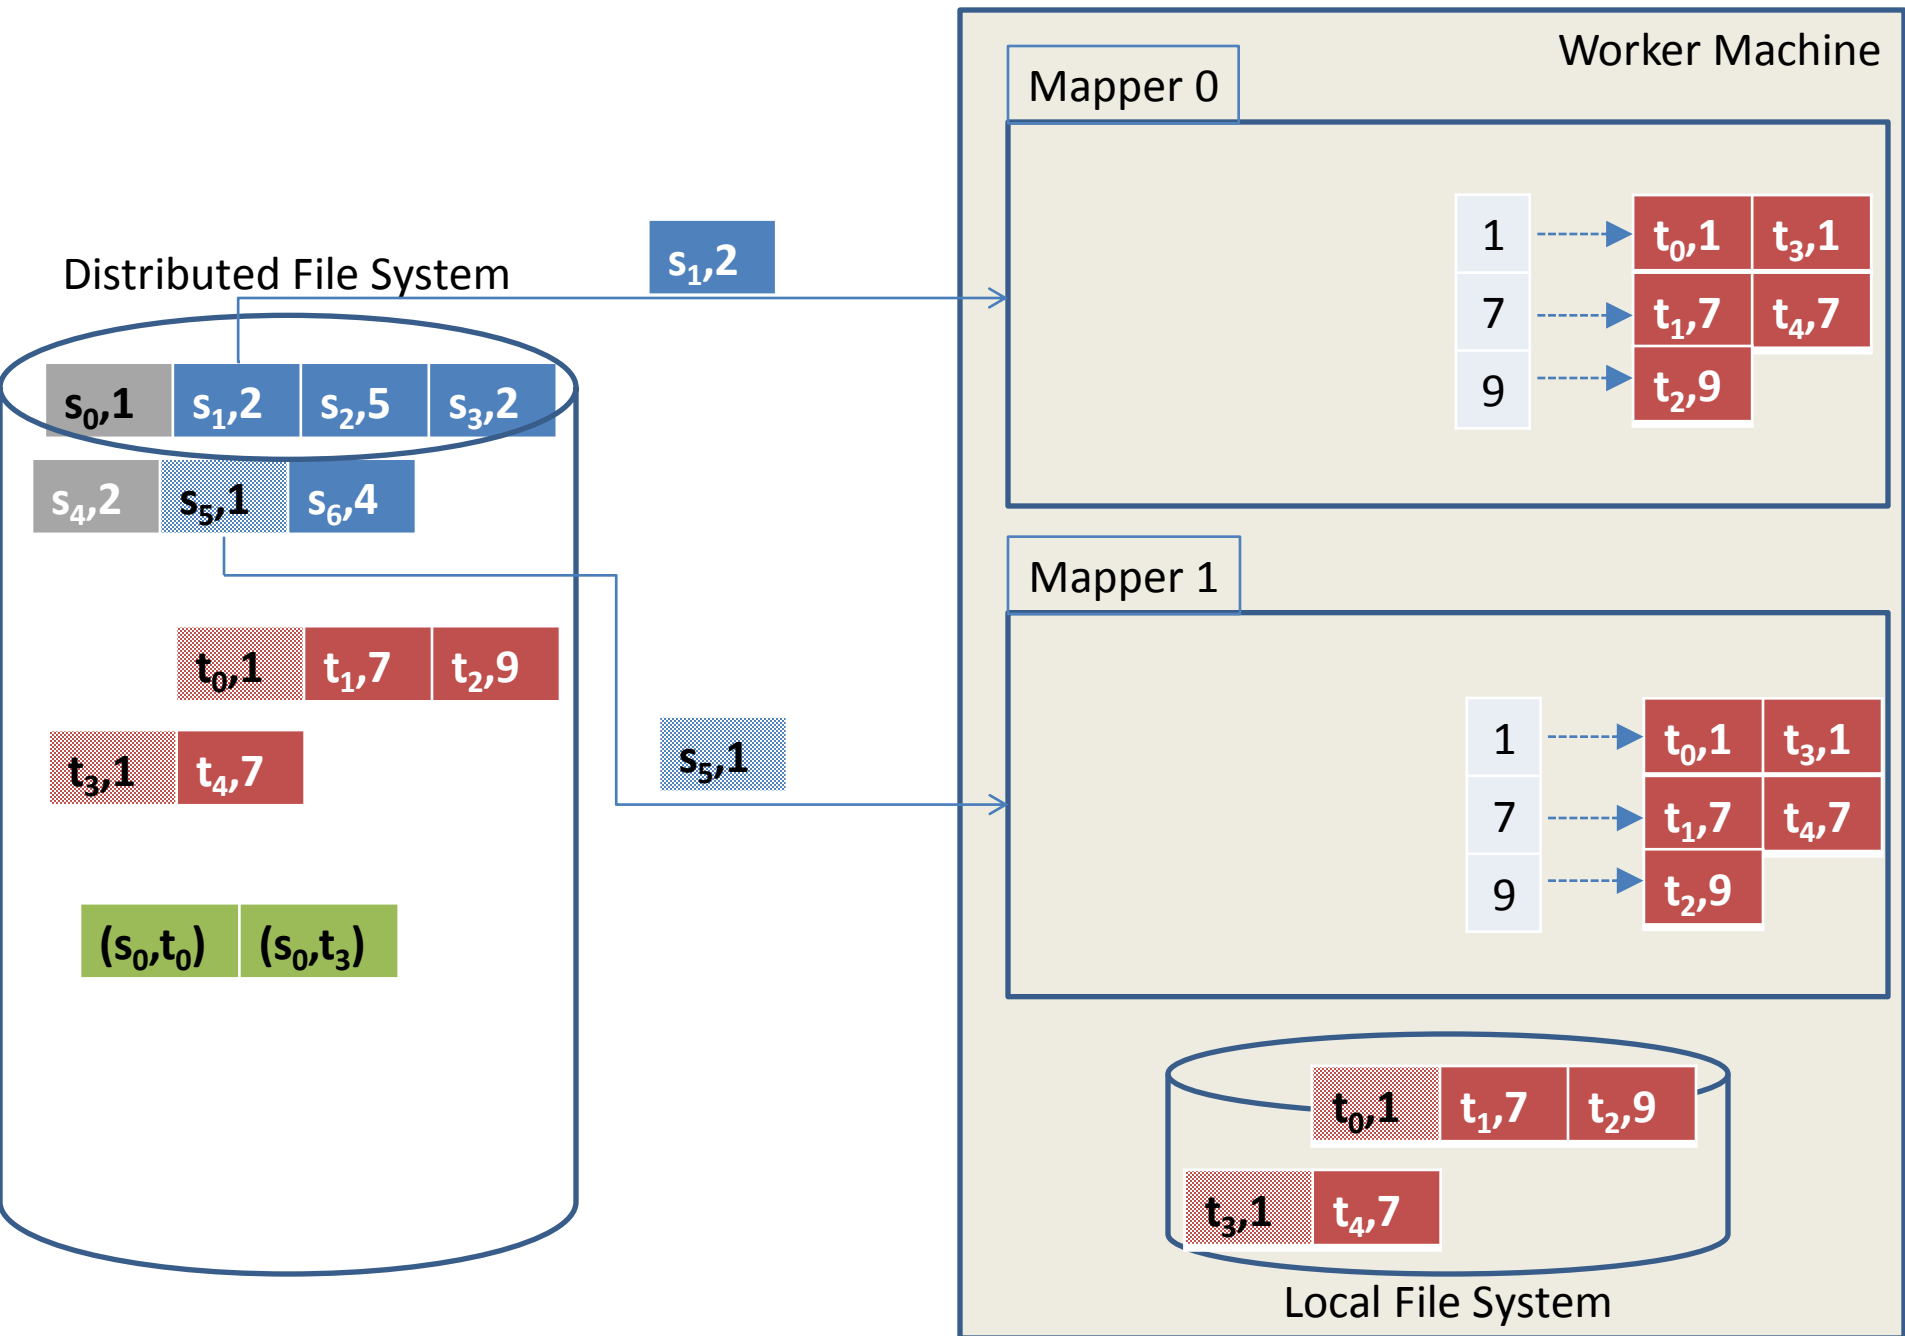 Worker Machine
Mapper 0
1 t₀,1 t₃,1
7 t₁,7 t₄,7
9 t₂,9
s₁,2
Distributed File System
s₀,1 s₁,2 s₂,5 s₃,2
s₄,2 s₅,1 s₆,4
t₀,1 t₁,7 t₂,9
t₃,1 t₄,7
(s₀,t₀) (s₀,t₃)
s₅,1
Mapper 1
1 t₀,1 t₃,1
7 t₁,7 t₄,7
9 t₂,9
t₀,1 t₁,7 t₂,9
t₃,1 t₄,7
Local File System